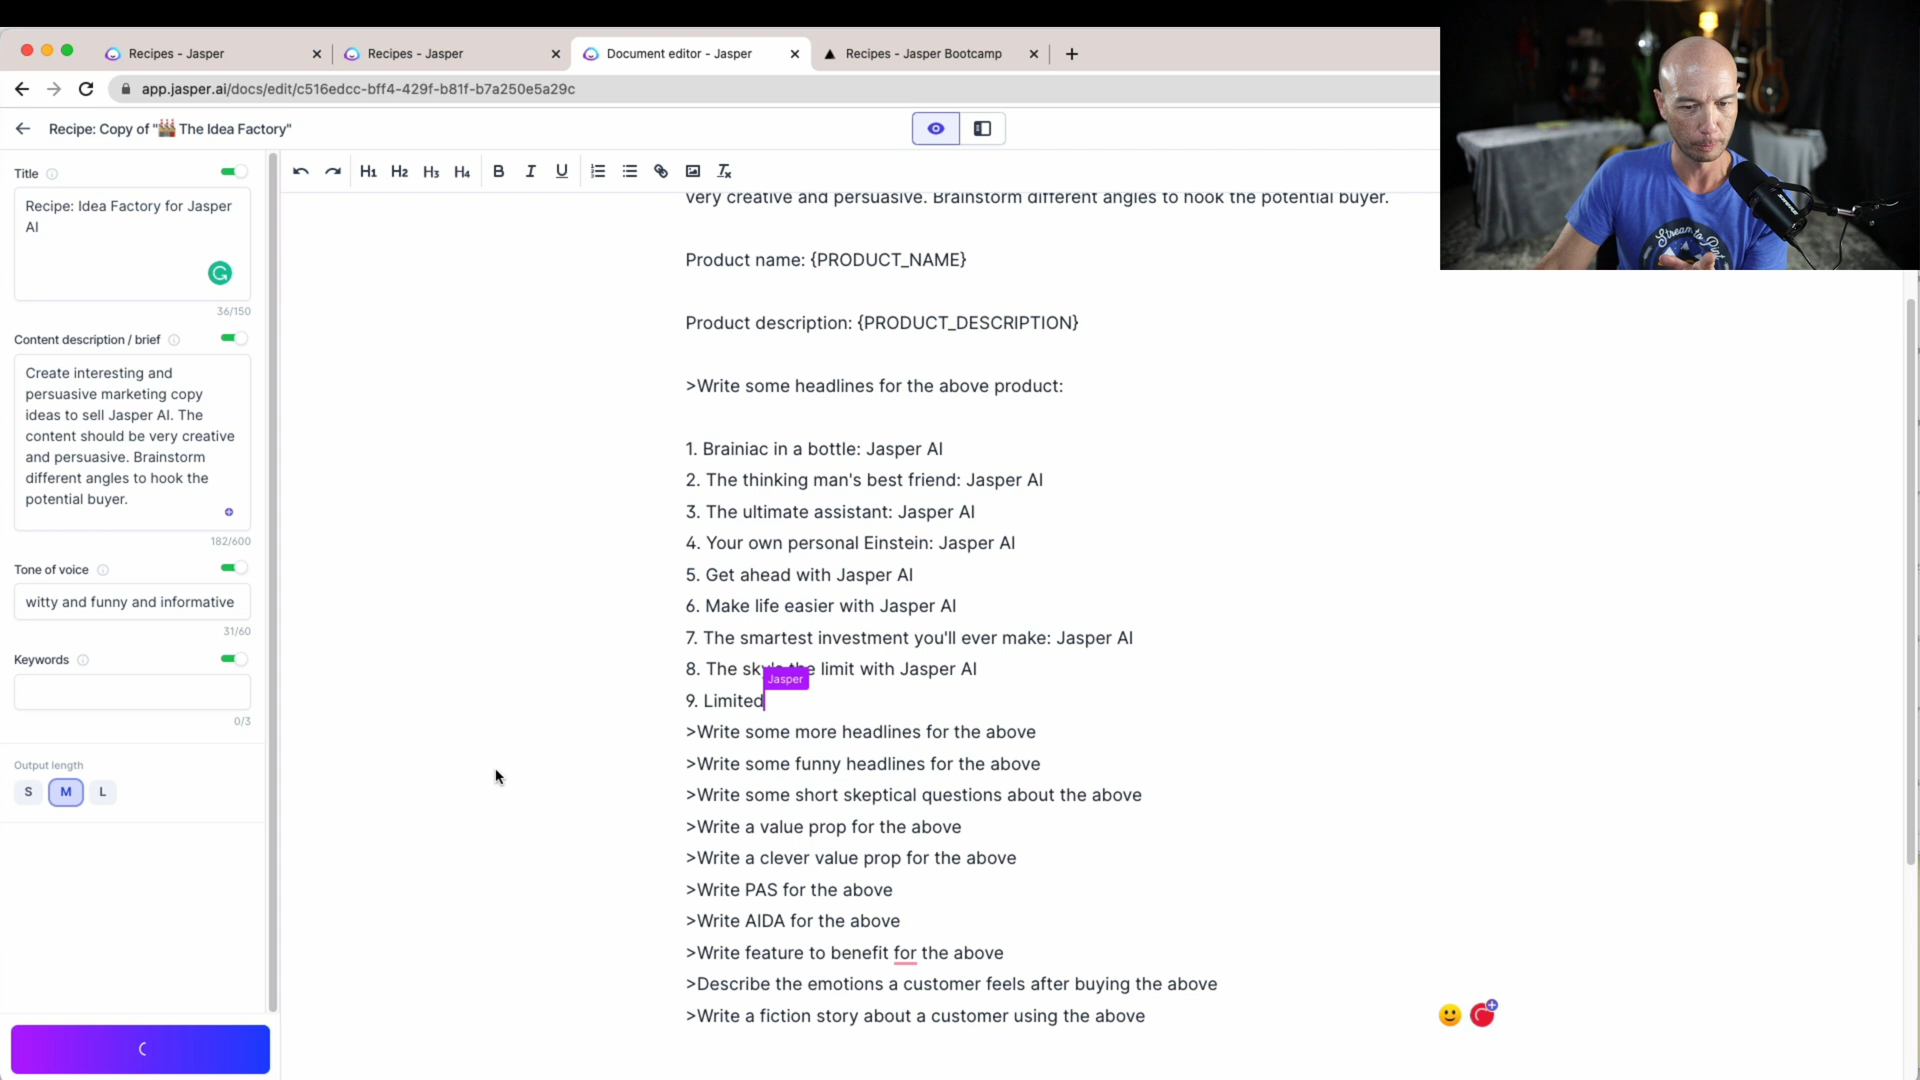 Recipes - Jasper
Recipes - Jasper
Document editor - Jasper
Recipes - Jasper Bootcamp
app.jasper.ai/docs/edit/c516edcc-bff4-429f-b81f-b7a250e5a29c
Recipe: Copy of "🏭 The Idea Factory"
Title
Recipe: Idea Factory for Jasper
AI
36/150
Content description / brief
Create interesting and
persuasive marketing copy
ideas to sell Jasper AI. The
content should be very creative
and persuasive. Brainstorm
different angles to hook the
potential buyer.
182/600
Tone of voice
witty and funny and informative
31/60
Keywords
0/3
Output length
S M L
H1 H2 H3 H4 B I U
very creative and persuasive. Brainstorm different angles to hook the potential buyer.
Product name: {PRODUCT_NAME}
Product description: {PRODUCT_DESCRIPTION}
>Write some headlines for the above product:
1. Brainiac in a bottle: Jasper AI
2. The thinking man's best friend: Jasper AI
3. The ultimate assistant: Jasper AI
4. Your own personal Einstein: Jasper AI
5. Get ahead with Jasper AI
6. Make life easier with Jasper AI
7. The smartest investment you'll ever make: Jasper AI
8. The sky's the limit with Jasper AI
Jasper
9. Limited
>Write some more headlines for the above
>Write some funny headlines for the above
>Write some short skeptical questions about the above
>Write a value prop for the above
>Write a clever value prop for the above
>Write PAS for the above
>Write AIDA for the above
>Write feature to benefit for the above
>Describe the emotions a customer feels after buying the above
>Write a fiction story about a customer using the above
Stream to